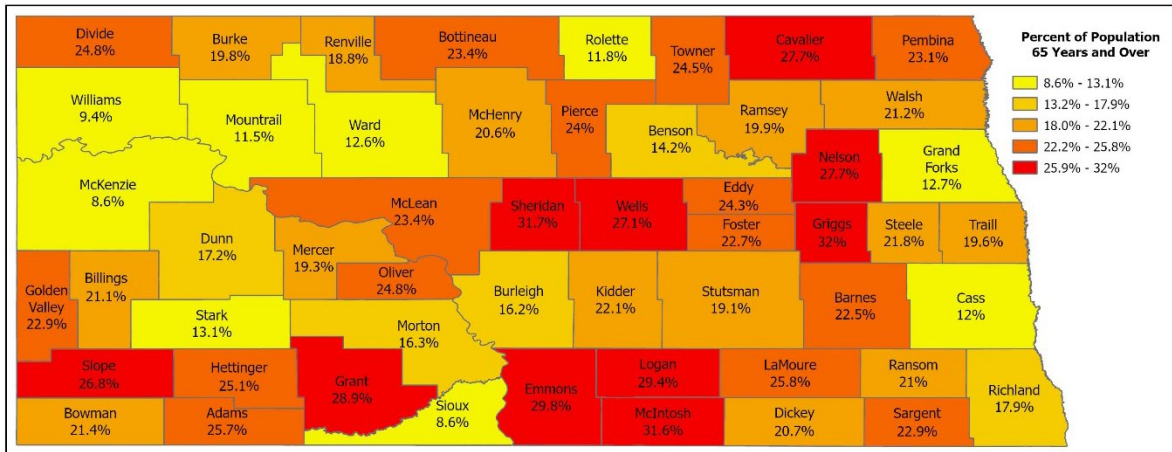 Divide
24.8%
Burke
19.8%
Renville
18.8%
Bottineau
23.4%
Rolette
11.8%
Towner
24.5%
Cavalier
27.7%
Pembina
23.1%
Williams
9.4%
Mountrail
11.5%
Ward
12.6%
McHenry
20.6%
Pierce
24%
Benson
14.2%
Ramsey
19.9%
Walsh
21.2%
McKenzie
8.6%
Nelson
27.7%
Grand
Forks
12.7%
Dunn
17.2%
Mercer
19.3%
McLean
23.4%
Sheridan
31.7%
Wells
27.1%
Eddy
24.3%
Foster
22.7%
Griggs
32%
Steele
21.8%
Traill
19.6%
Golden
Valley
22.9%
Billings
21.1%
Stark
13.1%
Oliver
24.8%
Morton
16.3%
Burleigh
16.2%
Kidder
22.1%
Stutsman
19.1%
Barnes
22.5%
Cass
12%
Slope
26.8%
Hettinger
25.1%
Grant
28.9%
Sioux
8.6%
Emmons
29.8%
Logan
29.4%
LaMoure
25.8%
Ransom
21%
Richland
17.9%
Bowman
21.4%
Adams
25.7%
McIntosh
31.6%
Dickey
20.7%
Sargent
22.9%
Percent of Population
65 Years and Over
8.6% - 13.1%
13.2% - 17.9%
18.0% - 22.1%
22.2% - 25.8%
25.9% - 32%